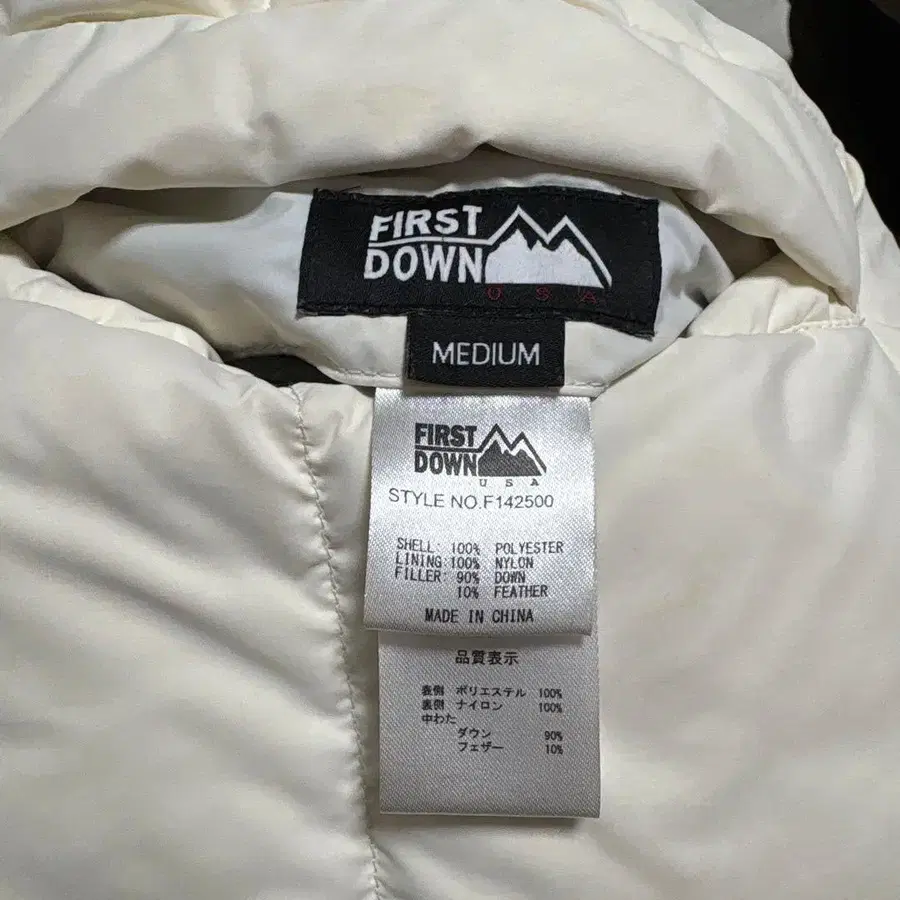 FIRST
DOWN
USA
MEDIUM
FIRST
DOWN
USA
STYLE NO.F142500
SHELL: 100% POLYESTER
LINING: 100% NYLON
FILLER: 90% DOWN
10% FEATHER
MADE IN CHINA
品質表示
表側 ポリエステル 100%
裏側 ナイロン 100%
中わた
ダウン 90%
フェザー 10%